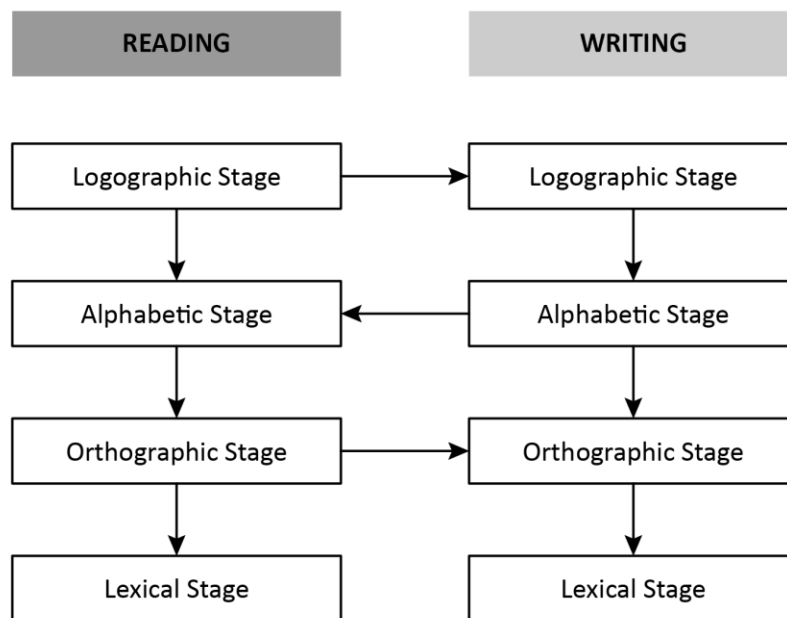 READING
WRITING
Logographic Stage
Logographic Stage
Alphabetic Stage
Alphabetic Stage
Orthographic Stage
Orthographic Stage
Lexical Stage
Lexical Stage